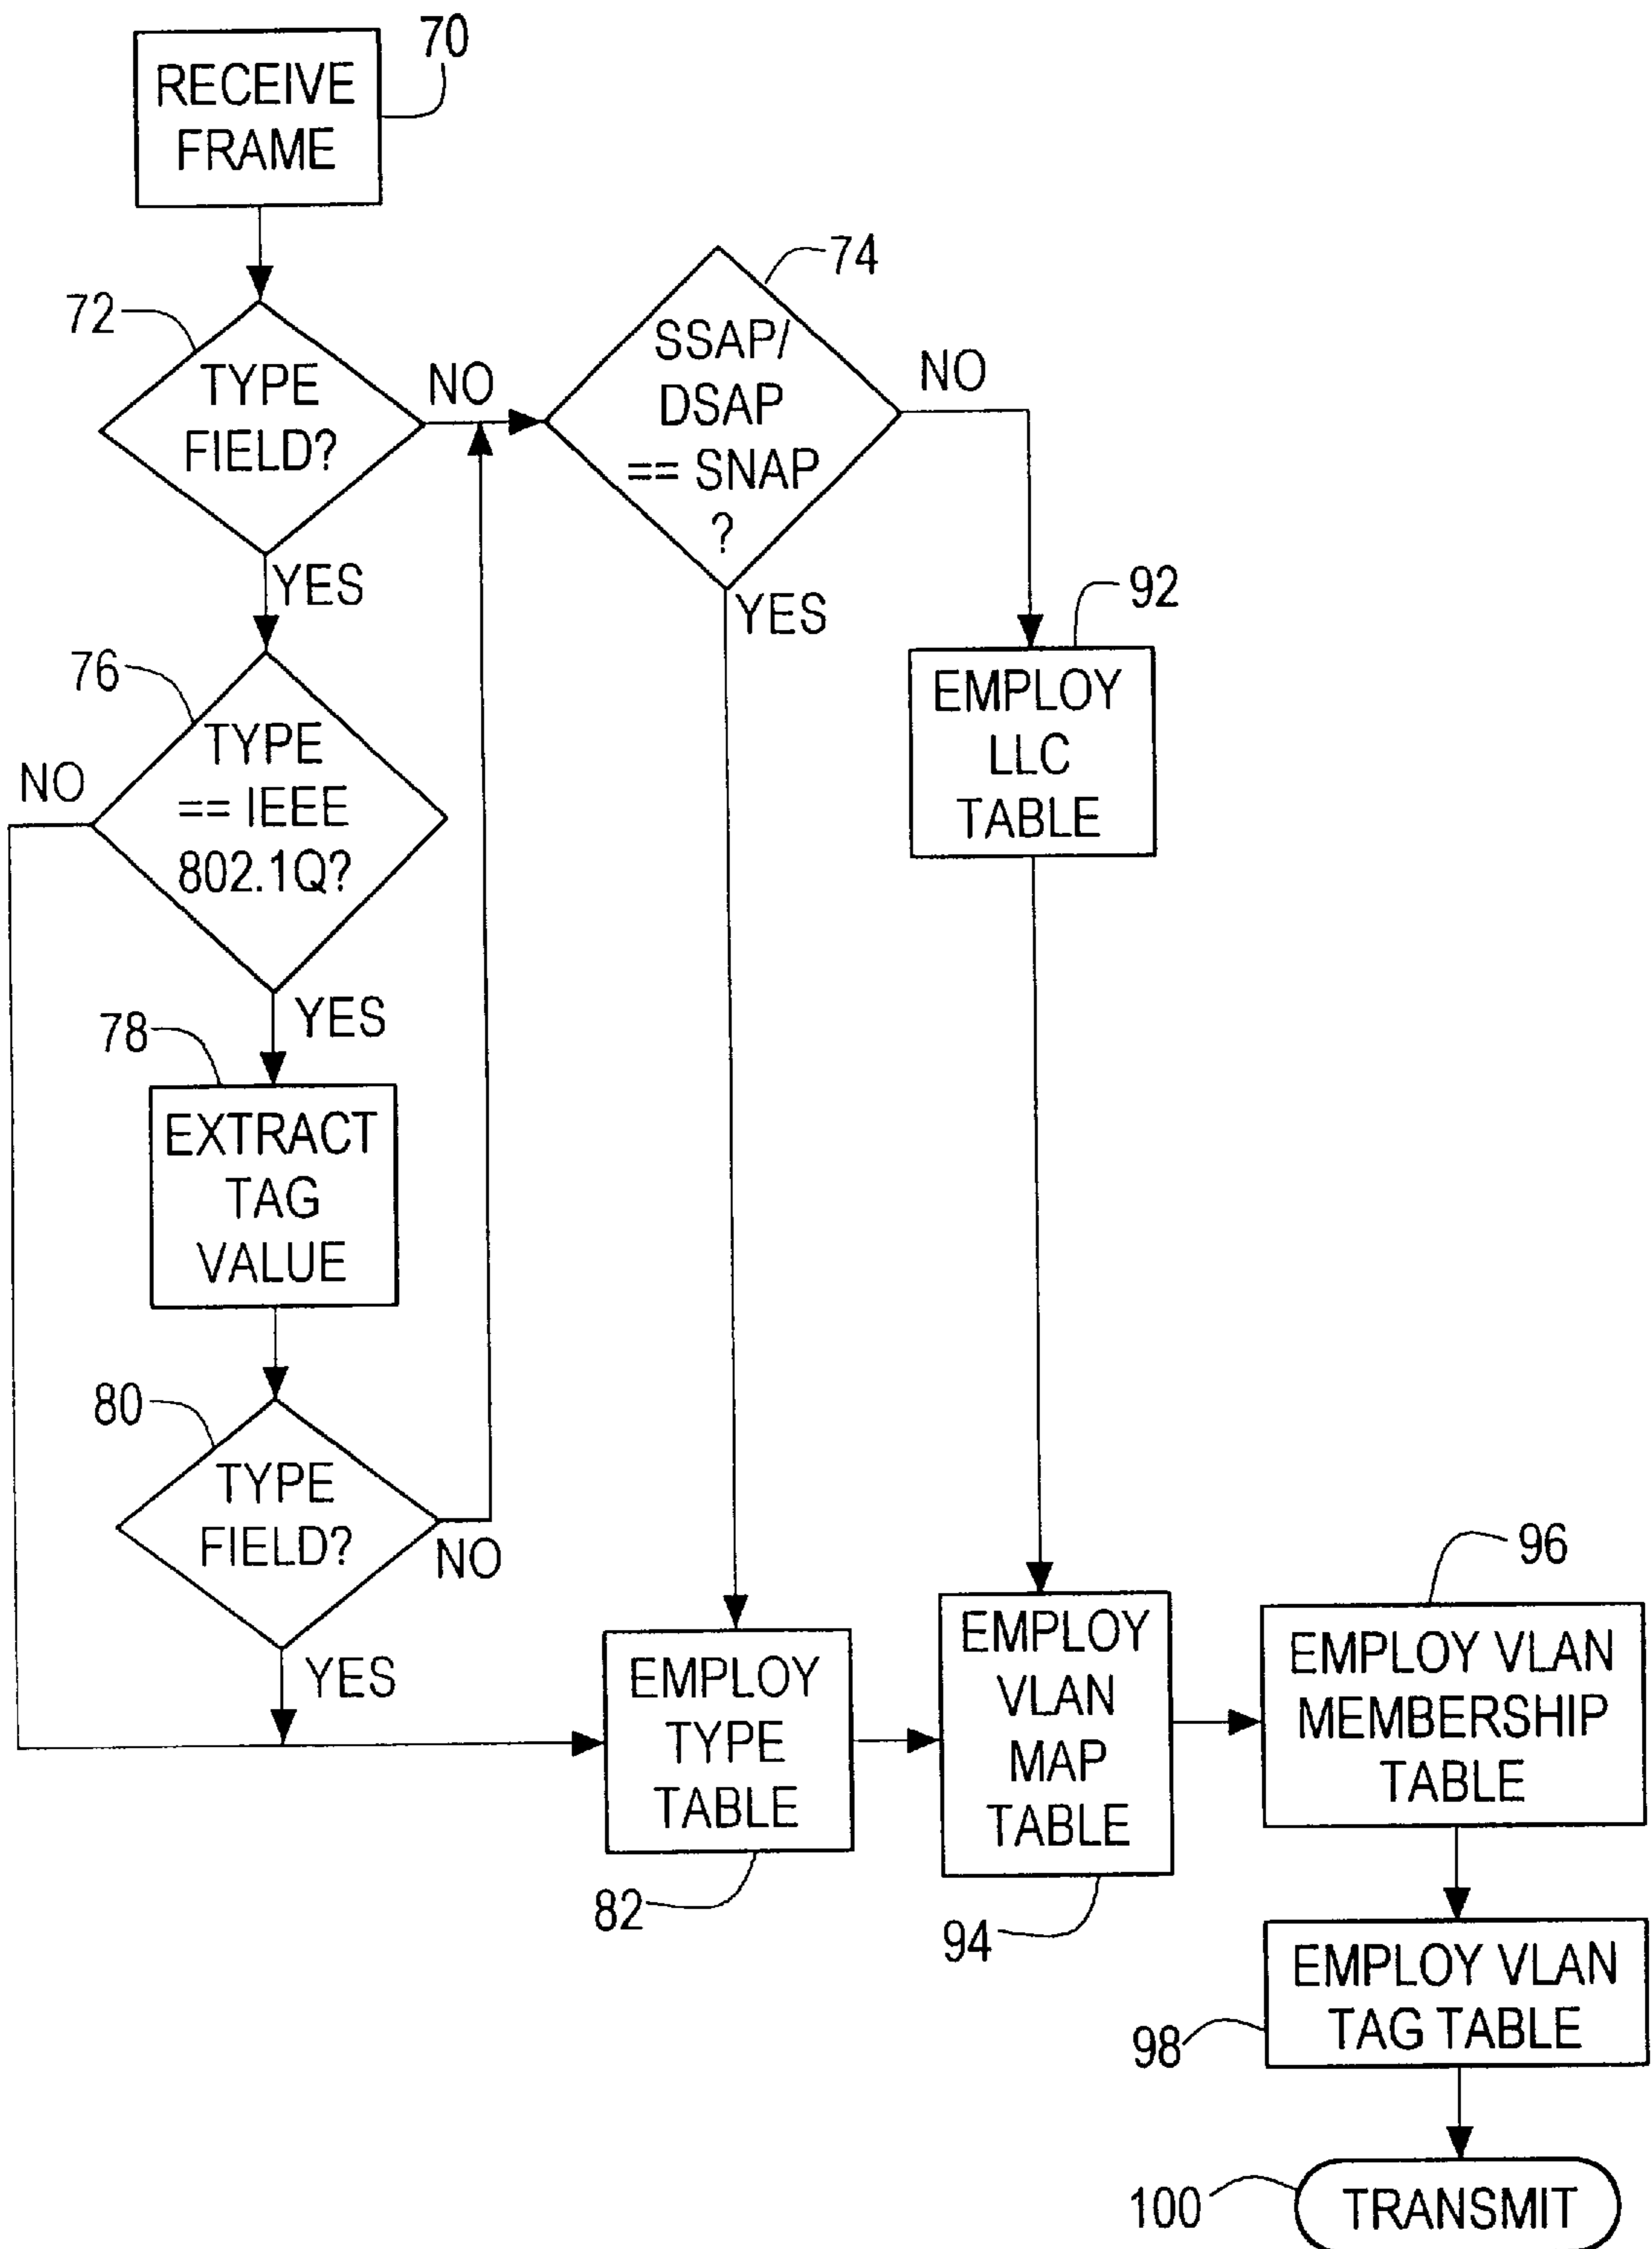 70
RECEIVE
FRAME
72
TYPE
FIELD?
NO
YES
74
SSAP/
DSAP
== SNAP
?
NO
YES
92
EMPLOY
LLC
TABLE
76
TYPE
== IEEE
802.1Q?
NO
YES
78
EXTRACT
TAG
VALUE
80
TYPE
FIELD?
NO
YES
EMPLOY
TYPE
TABLE
82
EMPLOY
VLAN
MAP
TABLE
94
96
EMPLOY VLAN
MEMBERSHIP
TABLE
EMPLOY VLAN
TAG TABLE
98
100
TRANSMIT